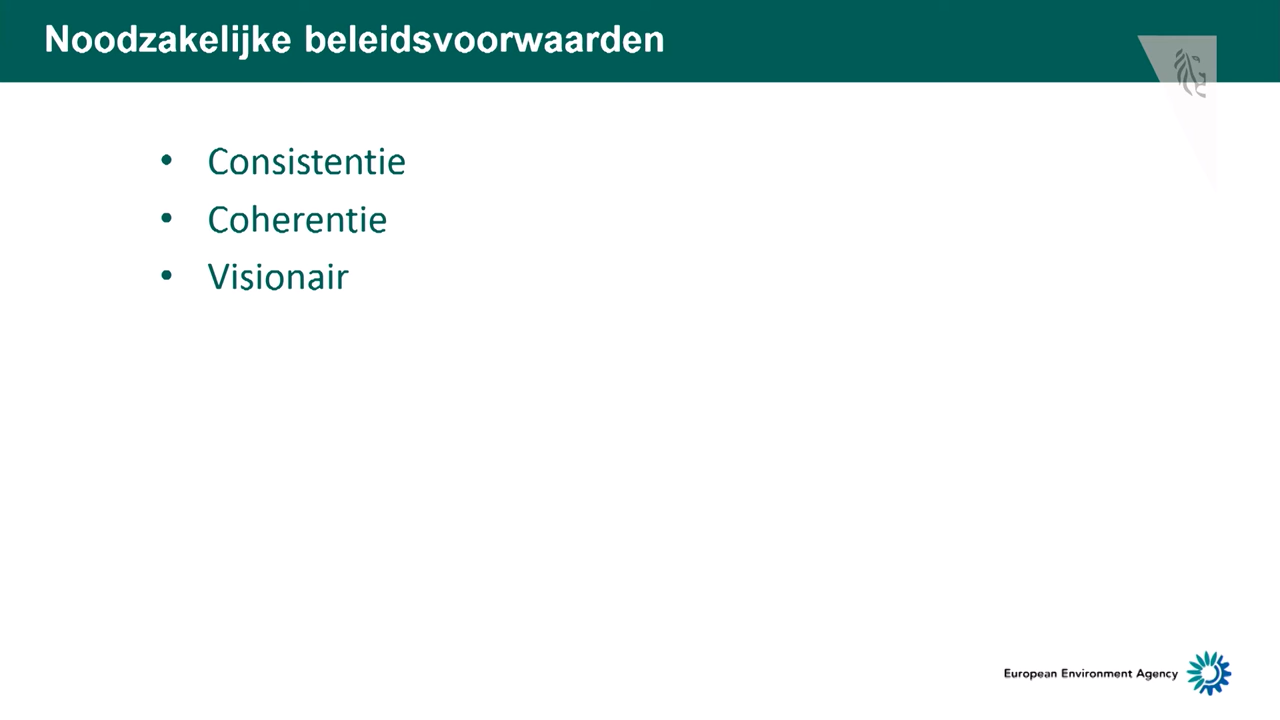 Noodzakelijke beleidsvoorwaarden
• Consistentie
• Coherentie
• Visionair
European Environment Agency